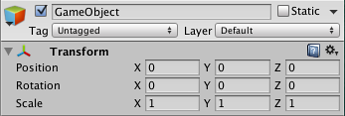 GameObject Static
Tag Untagged Layer Default
Transform
Position X 0 Y 0 Z 0
Rotation X 0 Y 0 Z 0
Scale X 1 Y 1 Z 1